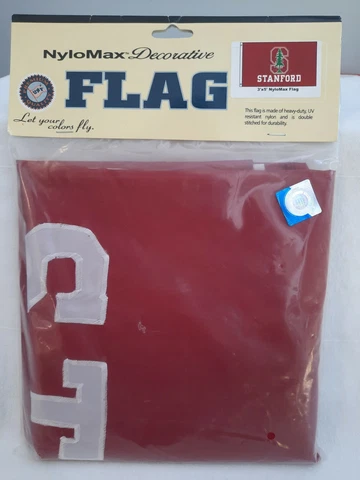 NyloMax™ Decorative
FLAG
Let your
colors fly.
S
STANFORD
3'x5' NyloMax Flag
This flag is made of heavy-duty, UV
resistant nylon and is double
stitched for durability.
S T